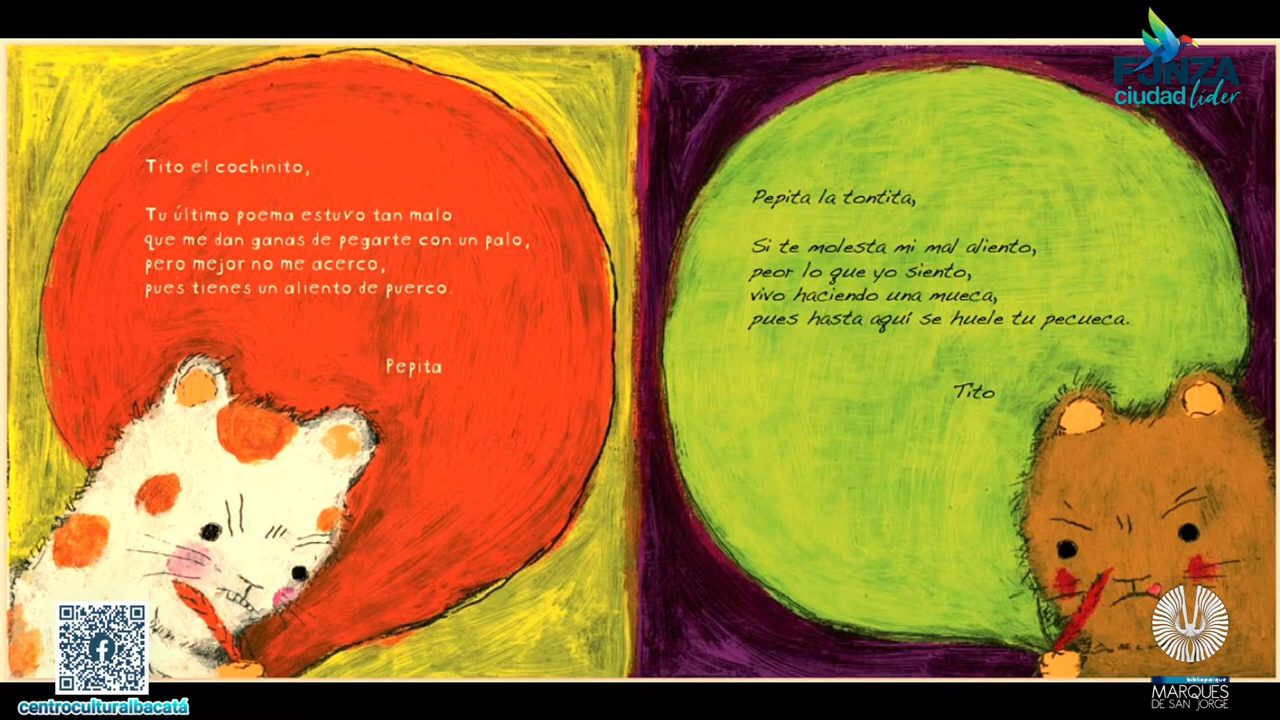 Tito el cochinito,
Tu último poema estuvo tan malo
que me dan ganas de pegarte con un palo,
pero mejor no me acerco,
pues tienes un aliento de puerco.
Pepita
Pepita la tontita,
Si te molesta mi mal aliento,
peor lo que yo siento,
vivo haciendo una mueca,
pues hasta aquí se huele tu pecueca.
Tito
FUNZA
ciudad líder
centroculturalbacatá
biblioparque
MARQUES
DE SAN JORGE